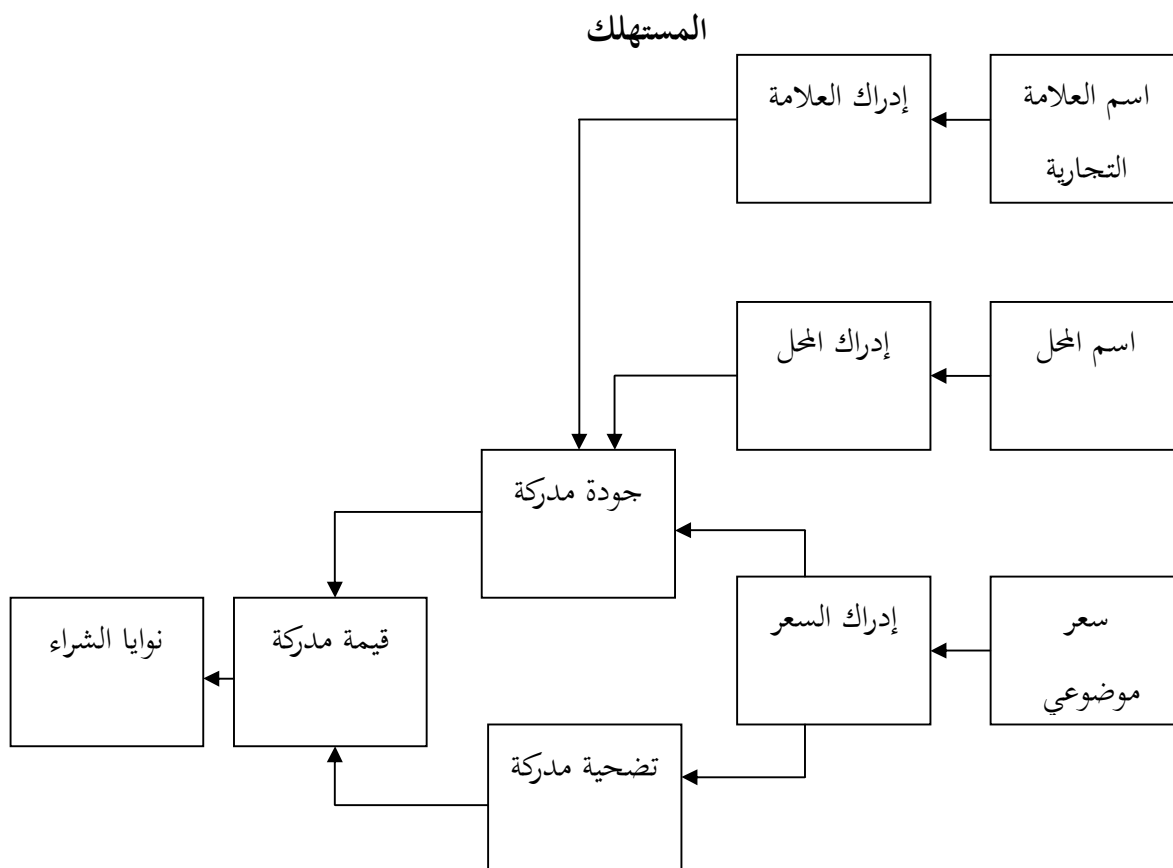 المستهلك
اسم العلامة
التجارية
إدراك العلامة
اسم المحل
إدراك المحل
جودة مدركة
سعر
موضوعي
إدراك السعر
قيمة مدركة
نوايا الشراء
تضحية مدركة